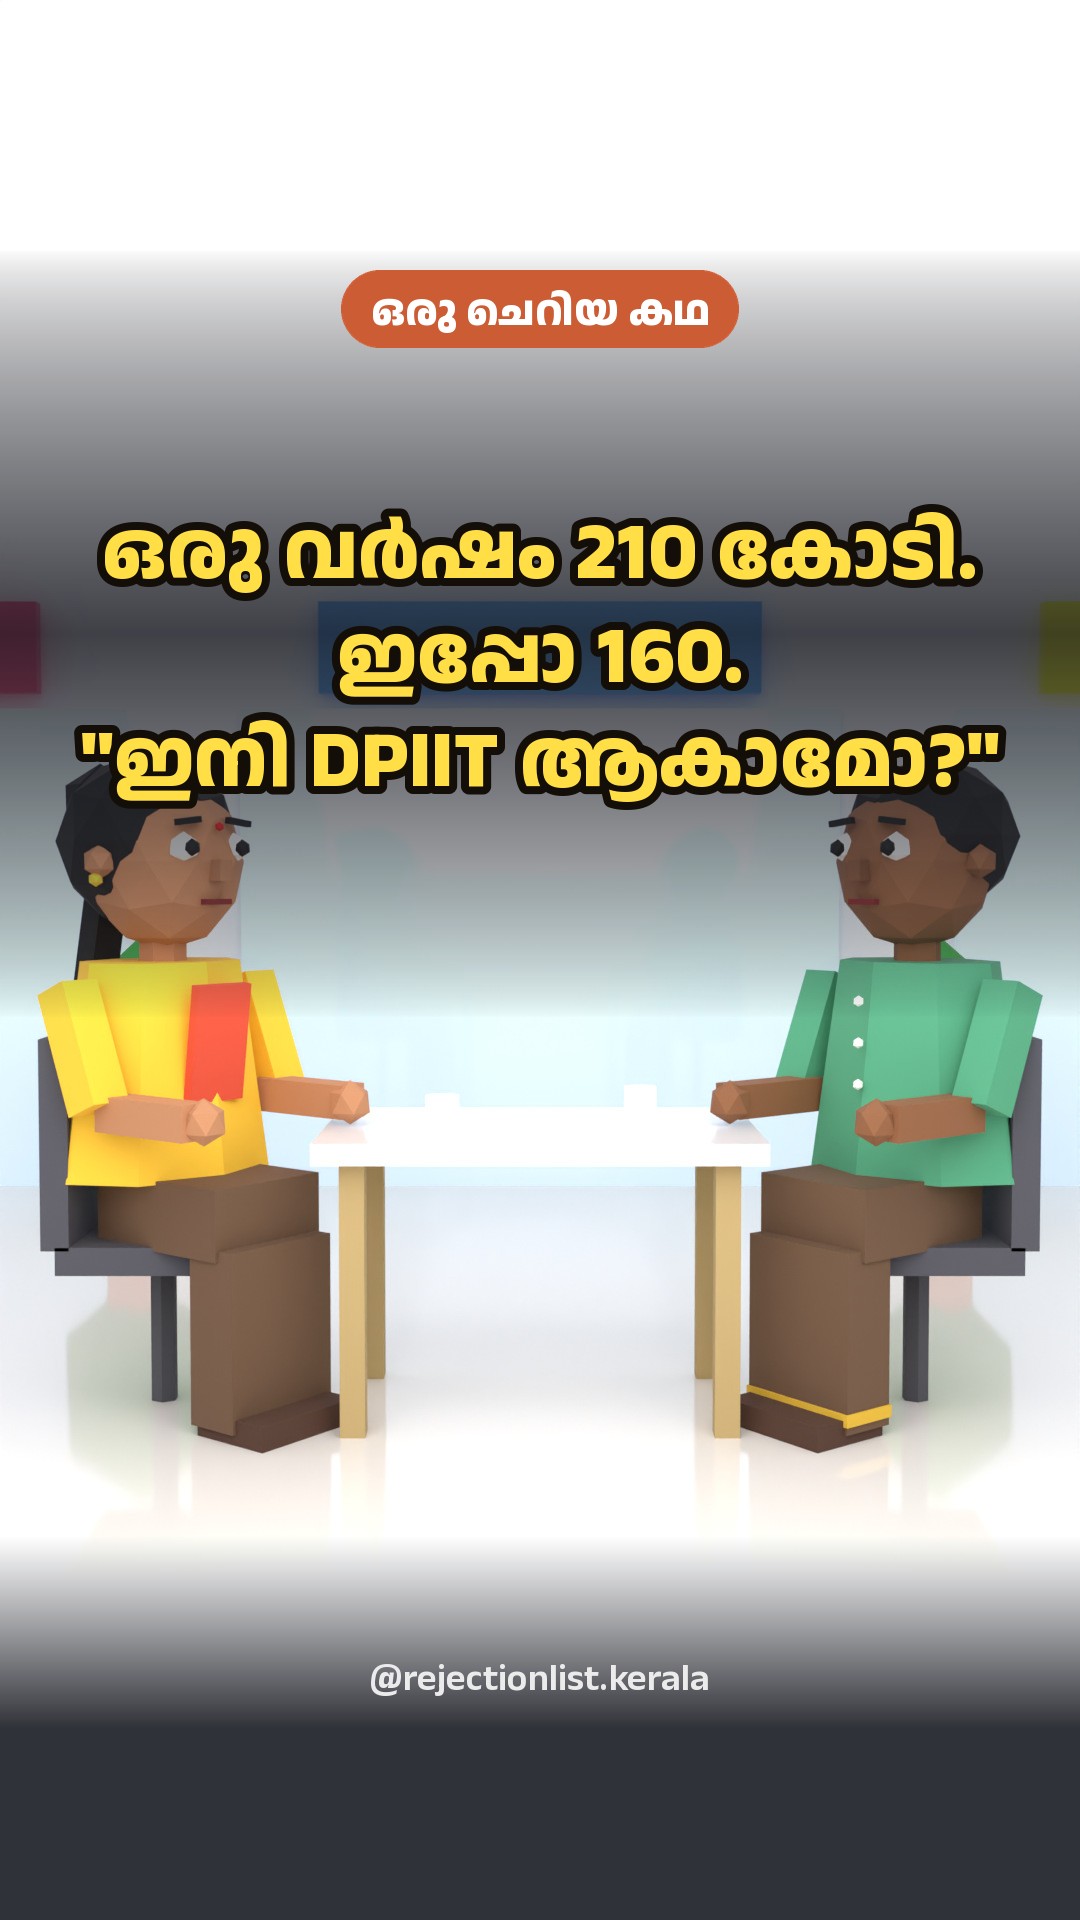 ഒരു ചെറിയ കഥ
ഒരു വർഷം 210 കോടി.
ഇപ്പോ 160.
"ഇനി DPIIT ആകാമോ?"
@rejectionlist.kerala